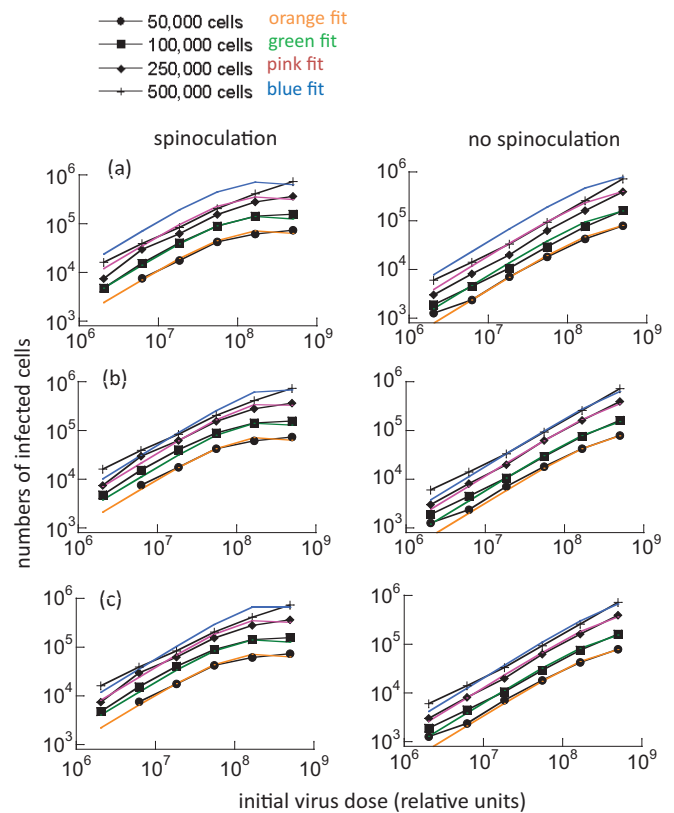 50,000 cells orange fit
100,000 cells green fit
250,000 cells pink fit
500,000 cells blue fit
spinoculation
no spinoculation
(a)
10^6
10^5
10^4
10^3
10^6 10^7 10^8 10^9
10^6
10^5
10^4
10^3
10^6 10^7 10^8 10^9
(b)
10^6
10^5
10^4
10^3
10^6 10^7 10^8 10^9
10^6
10^5
10^4
10^3
10^6 10^7 10^8 10^9
(c)
10^6
10^5
10^4
10^3
10^6 10^7 10^8 10^9
10^6
10^5
10^4
10^3
10^6 10^7 10^8 10^9
numbers of infected cells
initial virus dose (relative units)